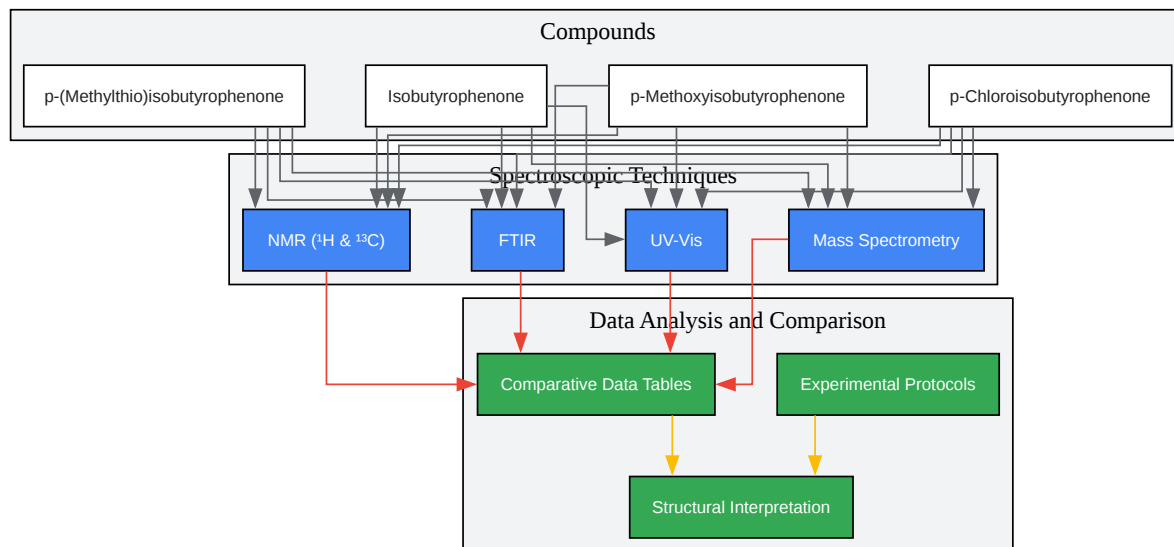 Compounds
p-(Methylthio)isobutyrophenone
Isobutyrophenone
p-Methoxyisobutyrophenone
p-Chloroisobutyrophenone
Spectroscopic Techniques
NMR (¹H & ¹³C)
FTIR
UV-Vis
Mass Spectrometry
Data Analysis and Comparison
Comparative Data Tables
Experimental Protocols
Structural Interpretation